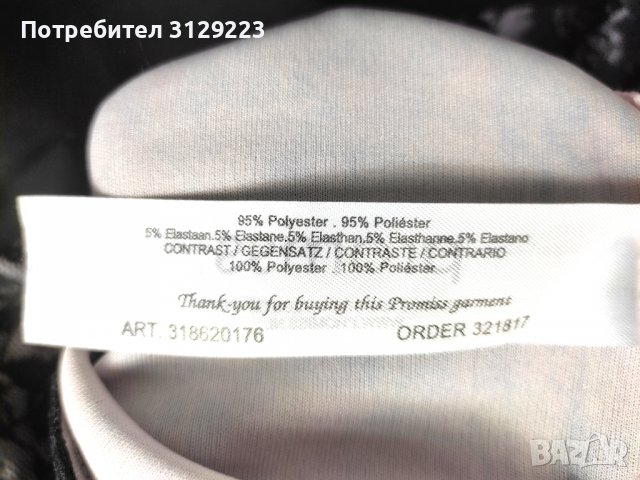 Потребител 3129223
95% Polyester . 95% Poliéster
5% Elastaan.5% Elastane.5% Elasthan.5% Elasthanne.5% Elastano
CONTRAST / GEGENSATZ / CONTRASTE / CONTRARIO
100% Polyester . 100% Poliéster
Thank-you for buying this Promiss garment
ART. 318620176 ORDER 321817
BAZAR